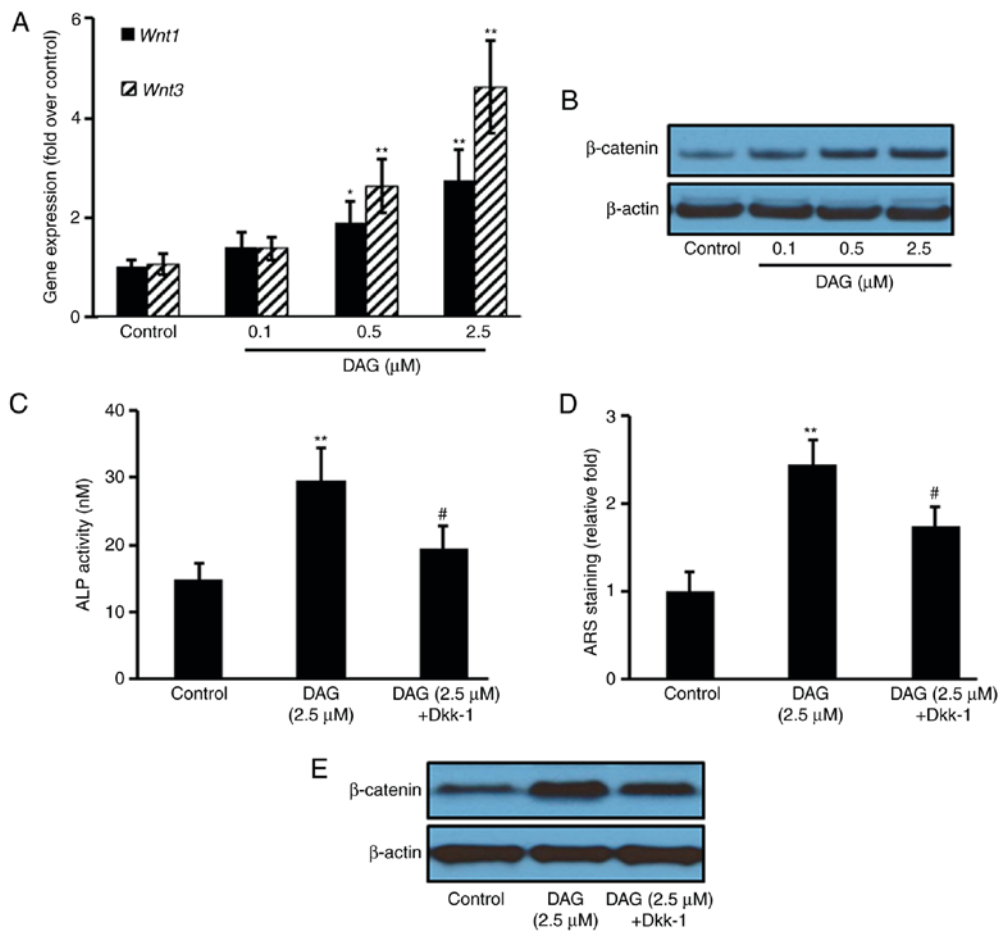 A
Gene expression (fold over control)
6
4
2
0
Wnt1
Wnt3
*
**
**
**
Control
0.1
0.5
2.5
DAG (μM)
B
β-catenin
β-actin
Control
0.1
0.5
2.5
DAG (μM)
C
ALP activity (nM)
40
30
20
10
0
**
#
Control
DAG
(2.5 μM)
DAG (2.5 μM)
+Dkk-1
D
ARS staining (relative fold)
3
2
1
0
**
#
Control
DAG
(2.5 μM)
DAG (2.5 μM)
+Dkk-1
E
β-catenin
β-actin
Control
DAG
(2.5 μM)
DAG (2.5 μM)
+Dkk-1